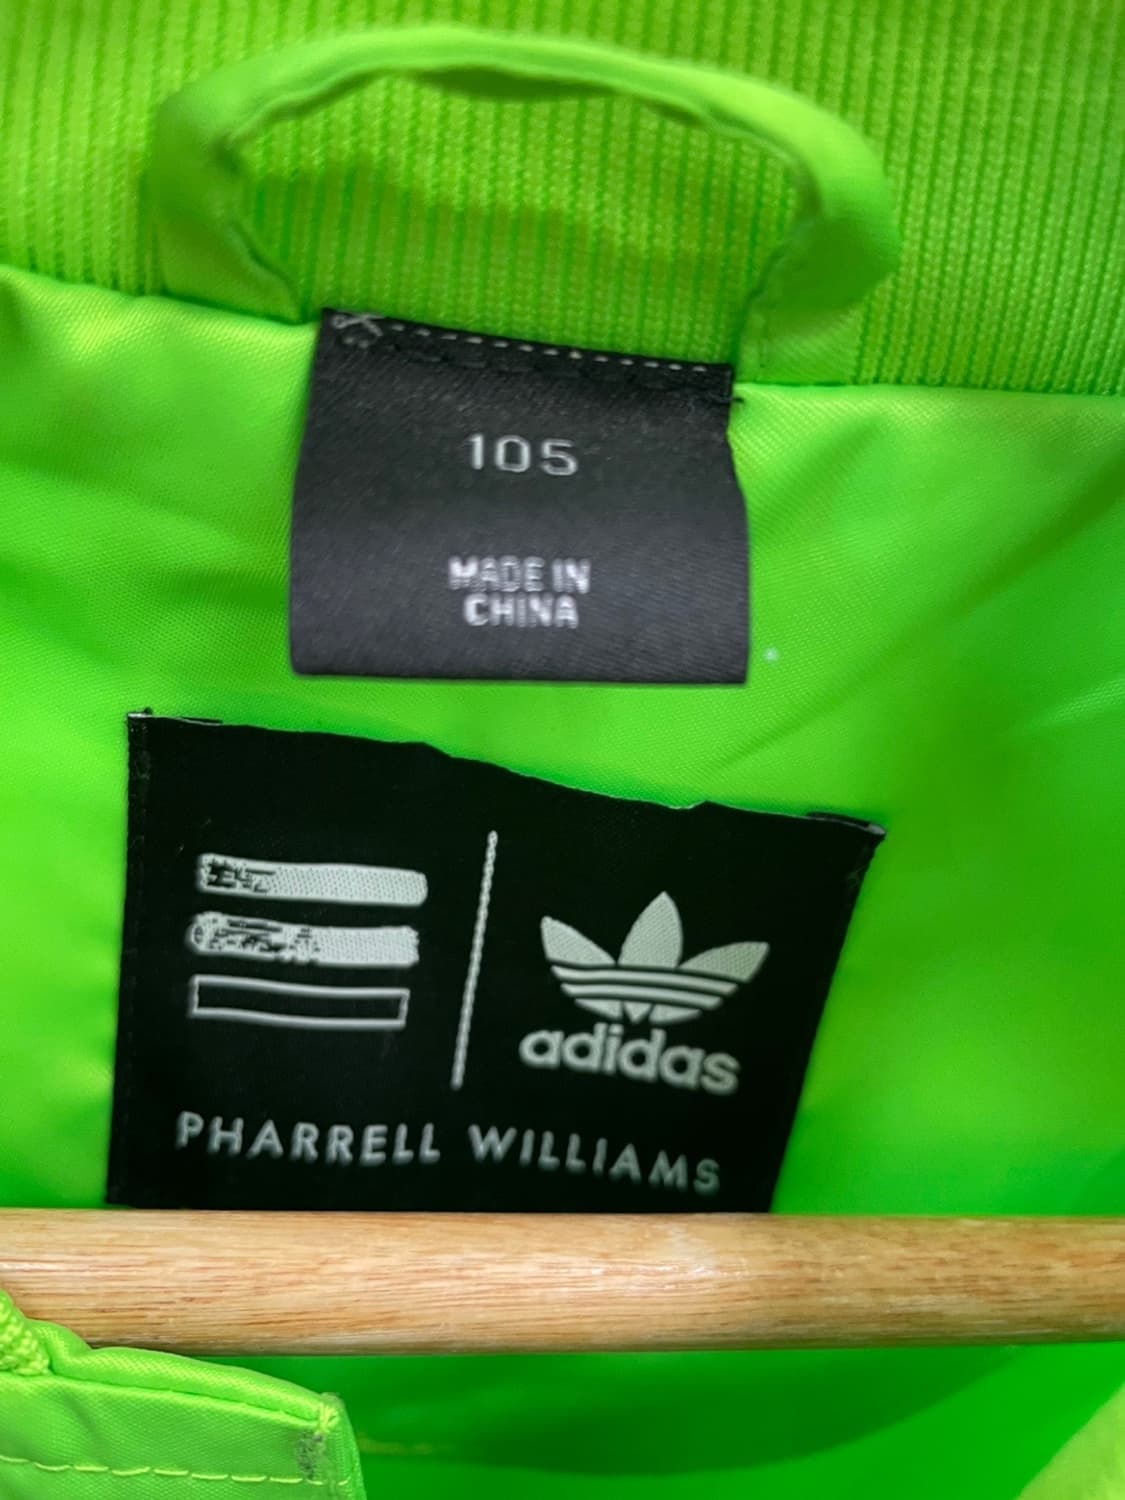 105
MADE IN
CHINA
adidas
PHARRELL WILLIAMS